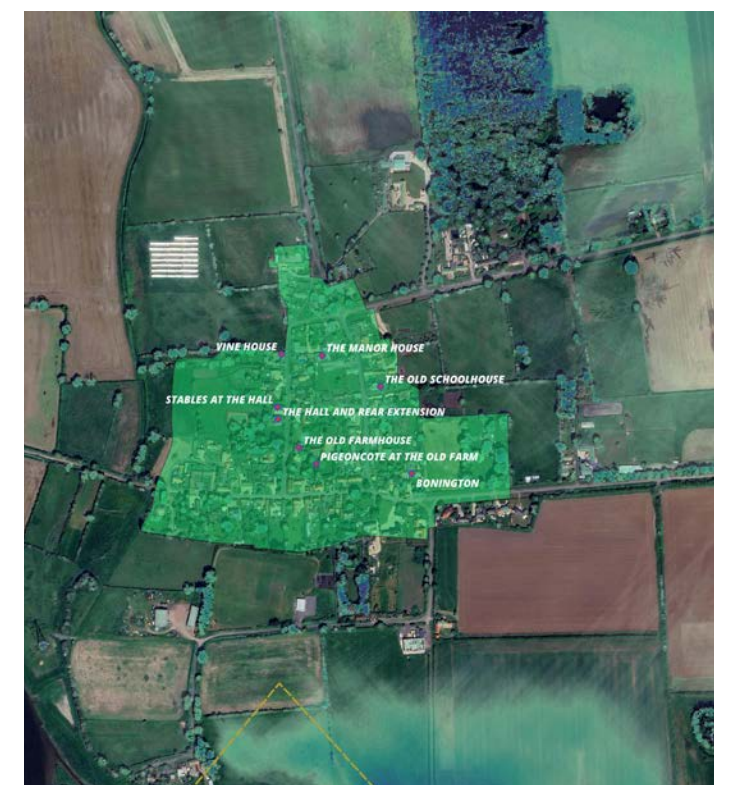 VINE HOUSE
THE MANOR HOUSE
THE OLD SCHOOLHOUSE
STABLES AT THE HALL
THE HALL AND REAR EXTENSION
THE OLD FARMHOUSE
PIGEONCOTE AT THE OLD FARM
BONINGTON